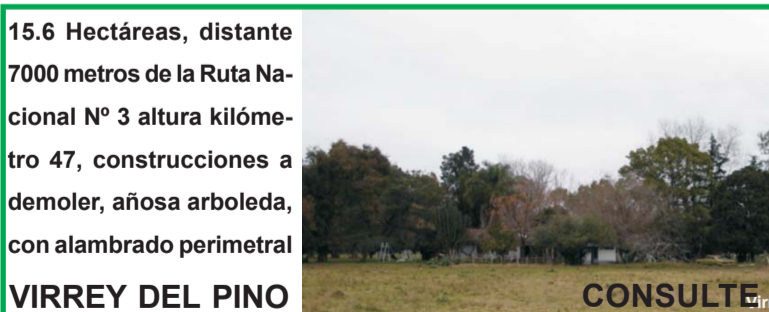 15.6 Hectáreas, distante
7000 metros de la Ruta Na-
cional Nº 3 altura kilóme-
tro 47, construcciones a
demoler, añosa arboleda,
con alambrado perimetral
VIRREY DEL PINO
CONSULTE